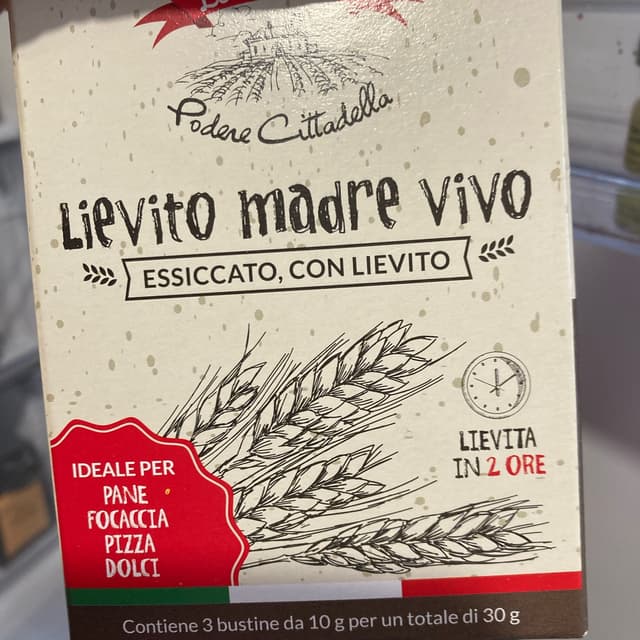 Podere Cittadella
Lievito madre vivo
ESSICCATO, CON LIEVITO
LIEVITA
IN 2 ORE
IDEALE PER
PANE
FOCACCIA
PIZZA
DOLCI
Contiene 3 bustine da 10 g per un totale di 30 g